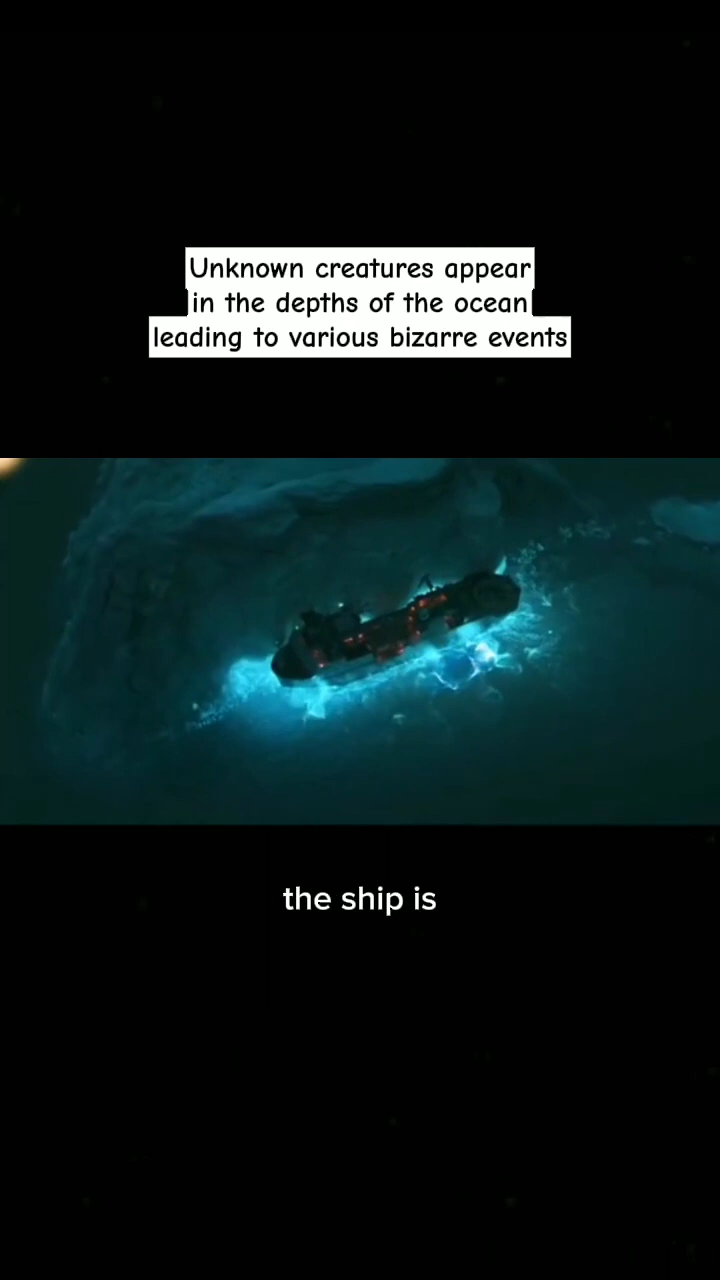 Unknown creatures appear
in the depths of the ocean
leading to various bizarre events
the ship is